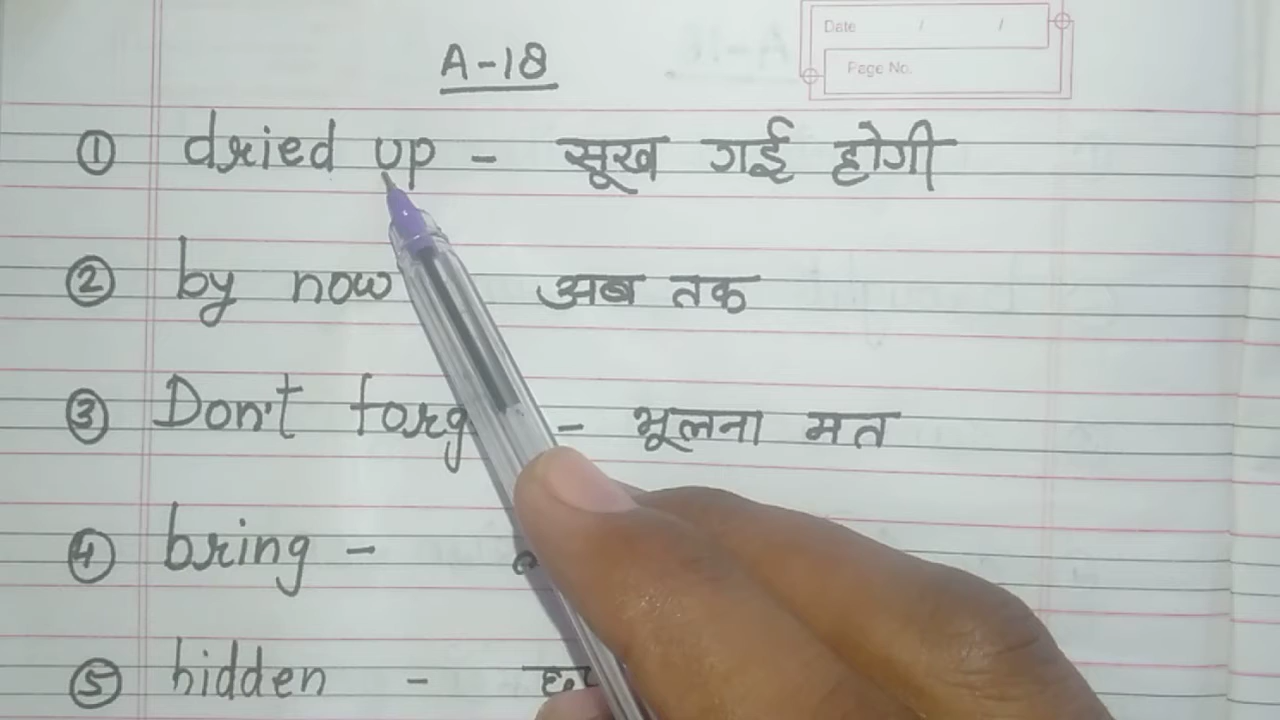 A-18
Date / /
Page No.
① dried up - सूख गई होगी
② by now अब तक
③ Don't - भूलना मत
④ bring -
⑤ hidden -